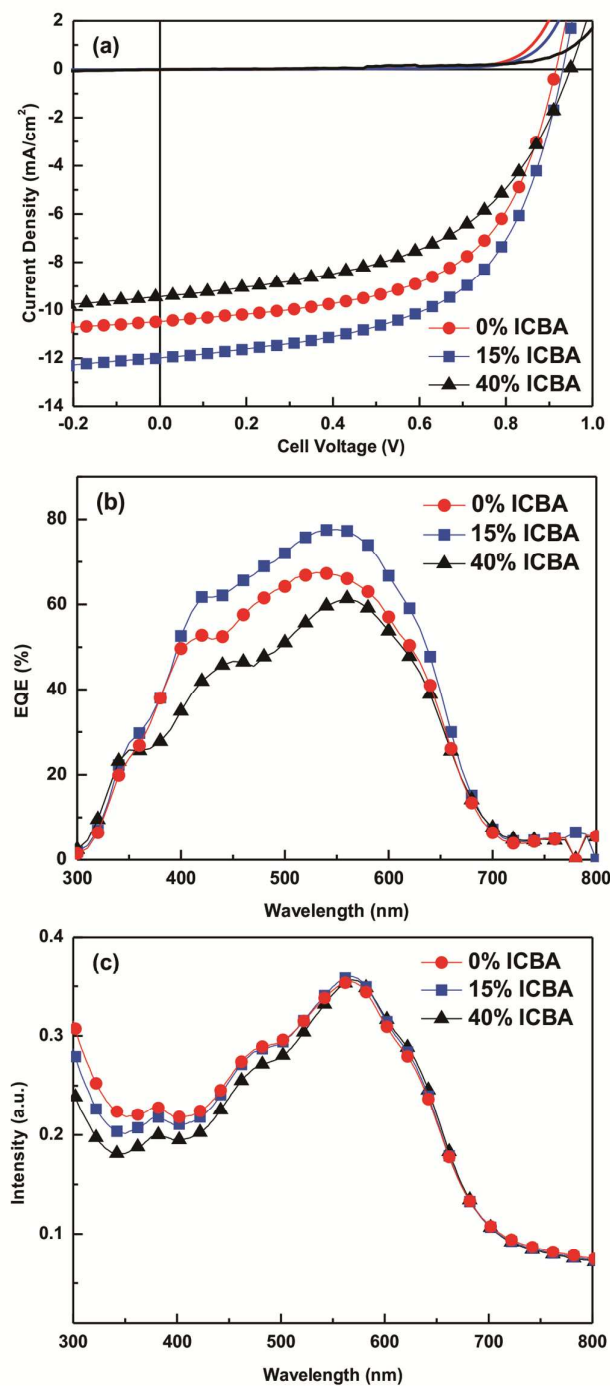 (a)
2
0
-2
-4
-6
-8
-10
-12
-14
Current Density (mA/cm²)
0% ICBA
15% ICBA
40% ICBA
-0.2 0.0 0.2 0.4 0.6 0.8 1.0
Cell Voltage (V)
(b)
80
60
40
20
0
EQE (%)
0% ICBA
15% ICBA
40% ICBA
300 400 500 600 700 800
Wavelength (nm)
(c)
0.4
0.3
0.2
0.1
Intensity (a.u.)
0% ICBA
15% ICBA
40% ICBA
300 400 500 600 700 800
Wavelength (nm)